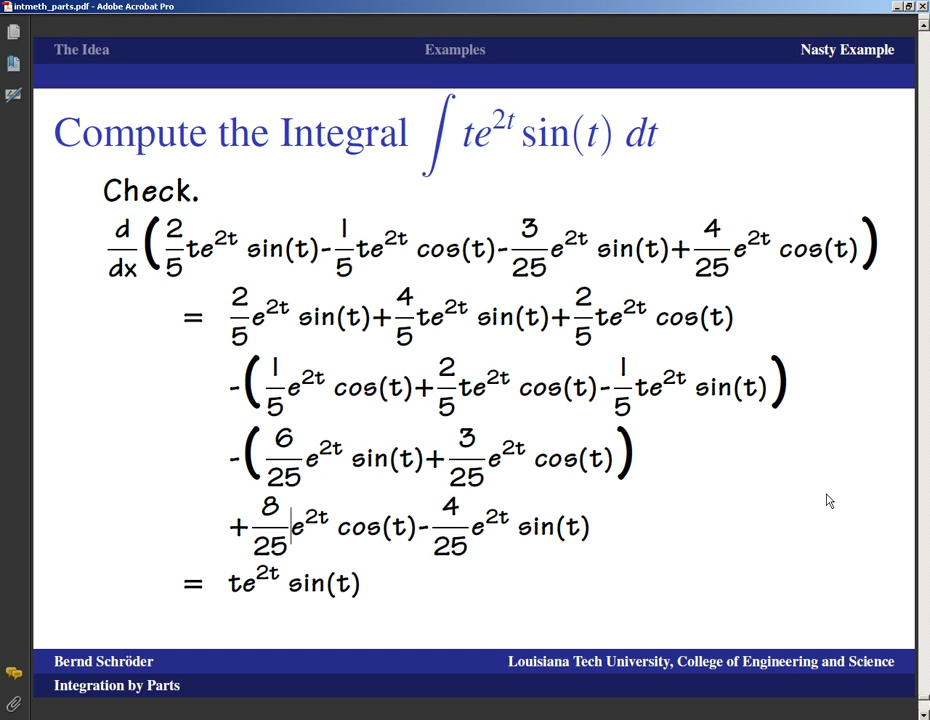 intmeth_parts.pdf - Adobe Acrobat Pro
The Idea Examples Nasty Example
Compute the Integral ∫ te^{2t} sin(t) dt
Check.
d/dx (2/5 te^{2t} sin(t) - 1/5 te^{2t} cos(t) - 3/25 e^{2t} sin(t) + 4/25 e^{2t} cos(t))
= 2/5 e^{2t} sin(t) + 4/5 te^{2t} sin(t) + 2/5 te^{2t} cos(t)
-(1/5 e^{2t} cos(t) + 2/5 te^{2t} cos(t) - 1/5 te^{2t} sin(t))
-(6/25 e^{2t} sin(t) + 3/25 e^{2t} cos(t))
+ 8/25 e^{2t} cos(t) - 4/25 e^{2t} sin(t)
= te^{2t} sin(t)
Bernd Schröder Louisiana Tech University, College of Engineering and Science
Integration by Parts